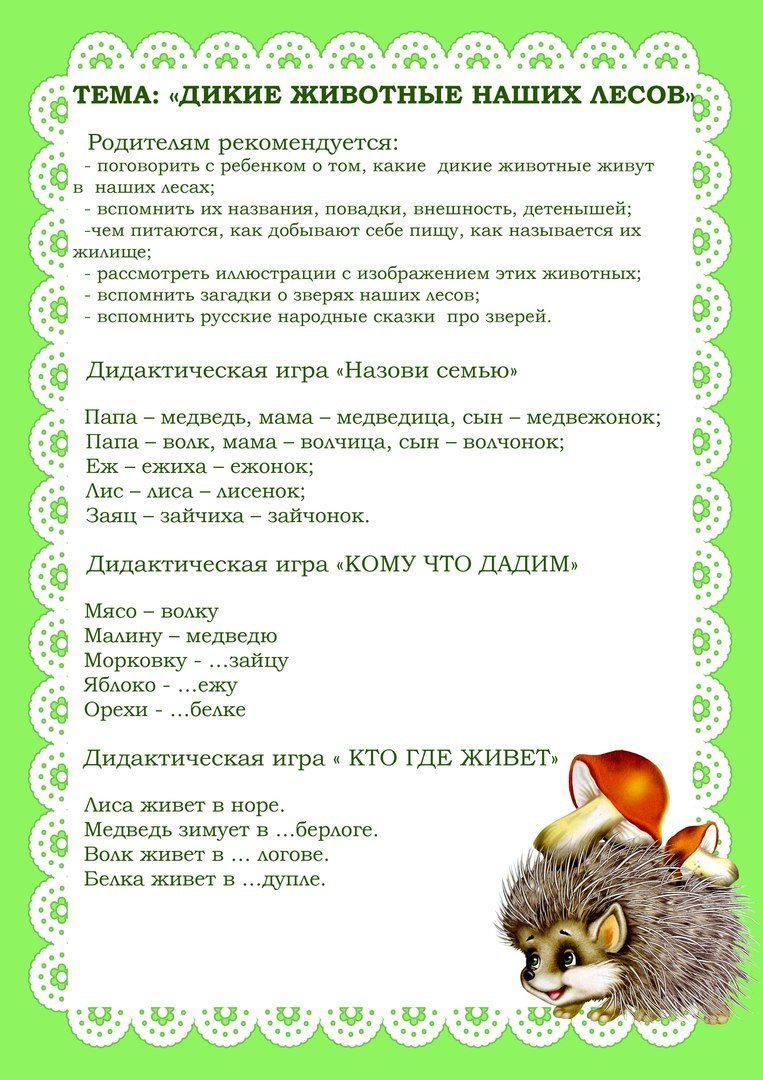 ТЕМА: «ДИКИЕ ЖИВОТНЫЕ НАШИХ ЛЕСОВ»
Родителям рекомендуется:
- поговорить с ребенком о том, какие дикие животные живут
в наших лесах;
- вспомнить их названия, повадки, внешность, детенышей;
-чем питаются, как добывают себе пищу, как называется их
жилище;
- рассмотреть иллюстрации с изображением этих животных;
- вспомнить загадки о зверях наших лесов;
- вспомнить русские народные сказки про зверей.
Дидактическая игра «Назови семью»
Папа – медведь, мама – медведица, сын – медвежонок;
Папа – волк, мама – волчица, сын – волчонок;
Еж – ежиха – ежонок;
Лис – лиса – лисенок;
Заяц – зайчиха – зайчонок.
Дидактическая игра «КОМУ ЧТО ДАДИМ»
Мясо – волку
Малину – медведю
Морковку - …зайцу
Яблоко - …ежу
Орехи - …белке
Дидактическая игра « КТО ГДЕ ЖИВЕТ»
Лиса живет в норе.
Медведь зимует в …берлоге.
Волк живет в … логове.
Белка живет в …дупле.